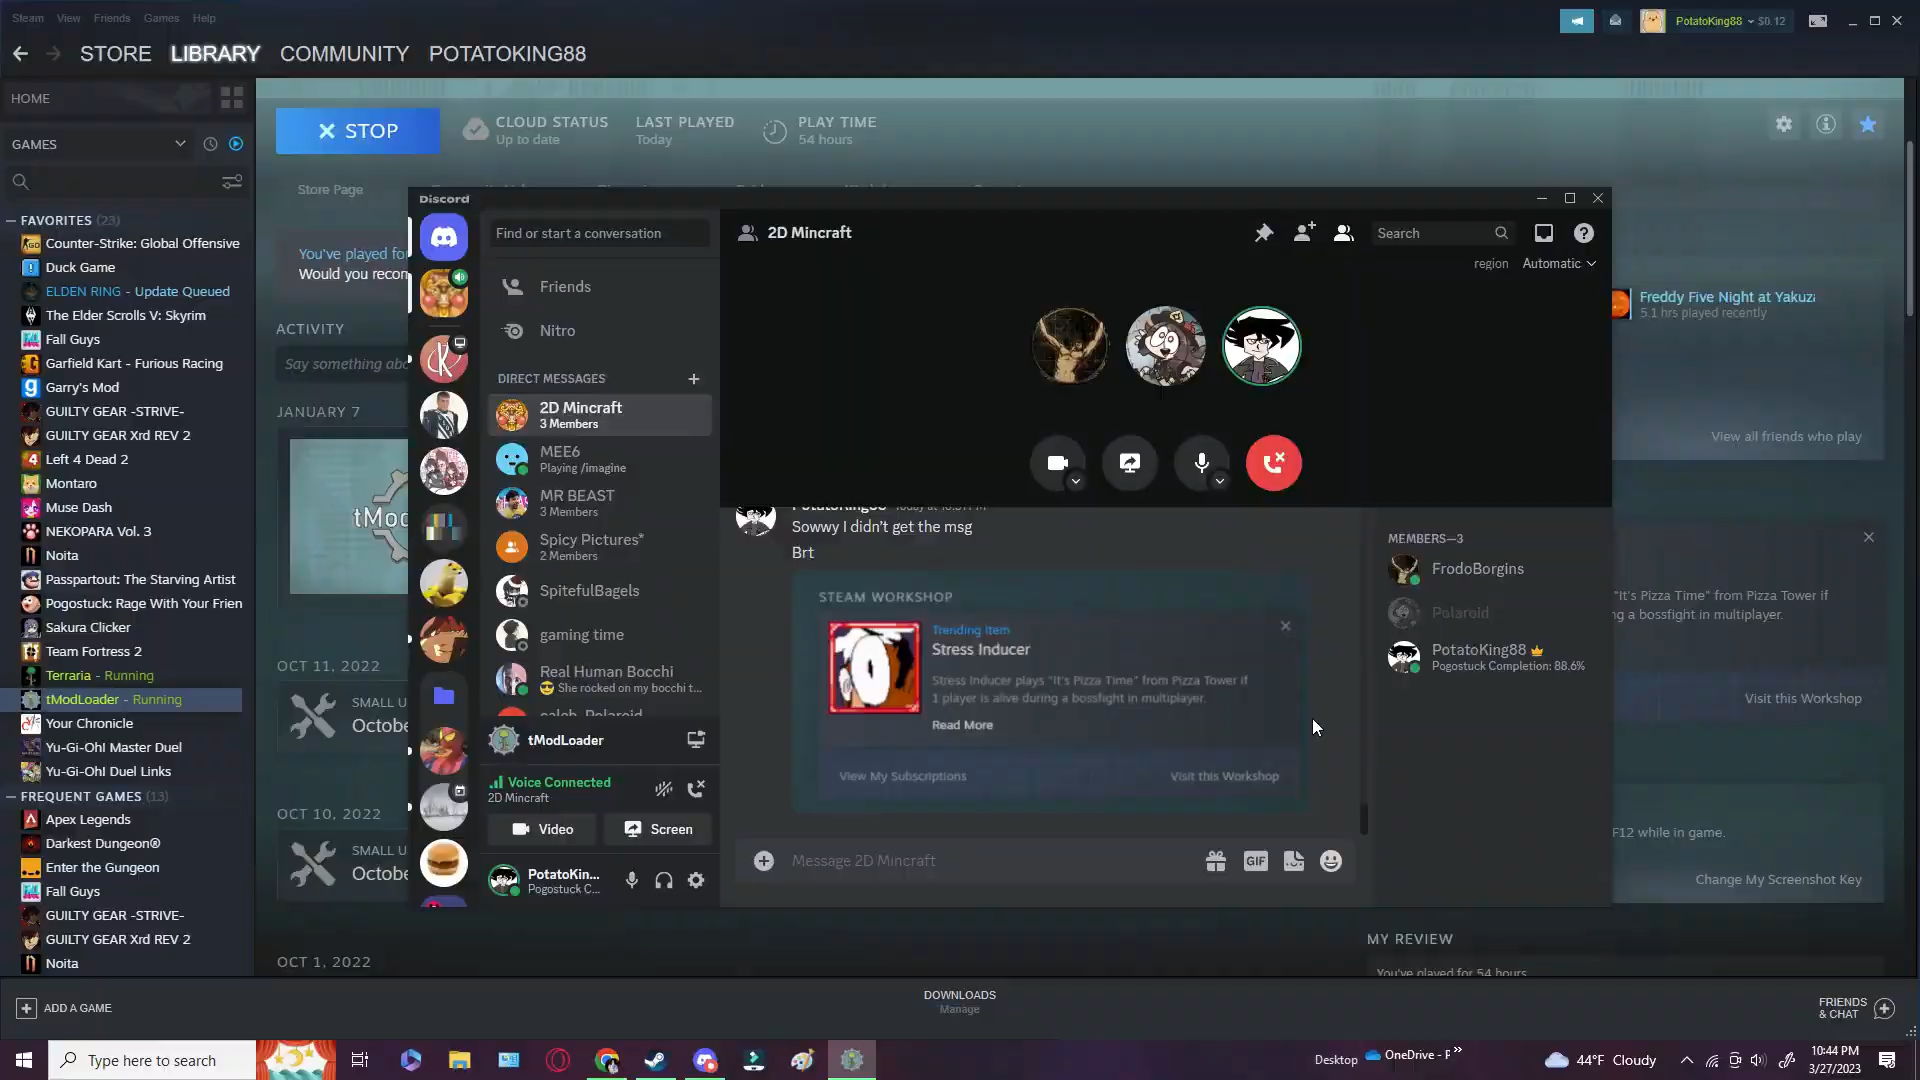 Steam View Friends Games Help
PotatoKing88 $0.12
STORE LIBRARY COMMUNITY POTATOKING88
HOME
GAMES
FAVORITES (23)
Counter-Strike: Global Offensive
Duck Game
ELDEN RING - Update Queued
The Elder Scrolls V: Skyrim
Fall Guys
Garfield Kart - Furious Racing
Garry's Mod
GUILTY GEAR -STRIVE-
GUILTY GEAR Xrd REV 2
Left 4 Dead 2
Montaro
Muse Dash
NEKOPARA Vol. 3
Noita
Passpartout: The Starving Artist
Pogostuck: Rage With Your Frien
Sakura Clicker
Team Fortress 2
Terraria - Running
tModLoader - Running
Your Chronicle
Yu-Gi-Oh! Master Duel
Yu-Gi-Oh! Duel Links
FREQUENT GAMES (13)
Apex Legends
Darkest Dungeon®
Enter the Gungeon
Fall Guys
GUILTY GEAR -STRIVE-
GUILTY GEAR Xrd REV 2
Noita
ADD A GAME
STOP
CLOUD STATUS
Up to date
LAST PLAYED
Today
PLAY TIME
54 hours
Store Page
You've played fo
Would you recon
ACTIVITY
Say something abo
JANUARY 7
tMod
OCT 11, 2022
SMALL U
Octobe
OCT 10, 2022
SMALL U
Octobe
OCT 1, 2022
Discord
Find or start a conversation
Friends
Nitro
DIRECT MESSAGES
2D Mincraft
3 Members
MEE6
Playing /imagine
MR BEAST
3 Members
Spicy Pictures*
2 Members
SpitefulBagels
gaming time
Real Human Bocchi
She rocked on my bocchi t...
caleb, Polaroid
tModLoader
Voice Connected
2D Mincraft
Video Screen
PotatoKin...
Pogostuck C...
2D Mincraft
Search
region Automatic
PotatoKing88 Today at 10:37PM
Sowwy I didn't get the msg
Brt
STEAM WORKSHOP
Trending Item
Stress Inducer
Stress Inducer plays "It's Pizza Time" from Pizza Tower if
1 player is alive during a bossfight in multiplayer.
Read More
View My Subscriptions Visit this Workshop
Message 2D Mincraft
GIF
MEMBERS—3
FrodoBorgins
Polaroid
PotatoKing88
Pogostuck Completion: 88.6%
Freddy Five Night at Yakuza
5.1 hrs played recently
View all friends who play
"It's Pizza Time" from Pizza Tower if
ng a bossfight in multiplayer.
Visit this Workshop
F12 while in game.
Change My Screenshot Key
MY REVIEW
You've played for 54 hours
DOWNLOADS
Manage
FRIENDS
& CHAT
Type here to search
Desktop
OneDrive - P
44°F Cloudy
10:44 PM
3/27/2023